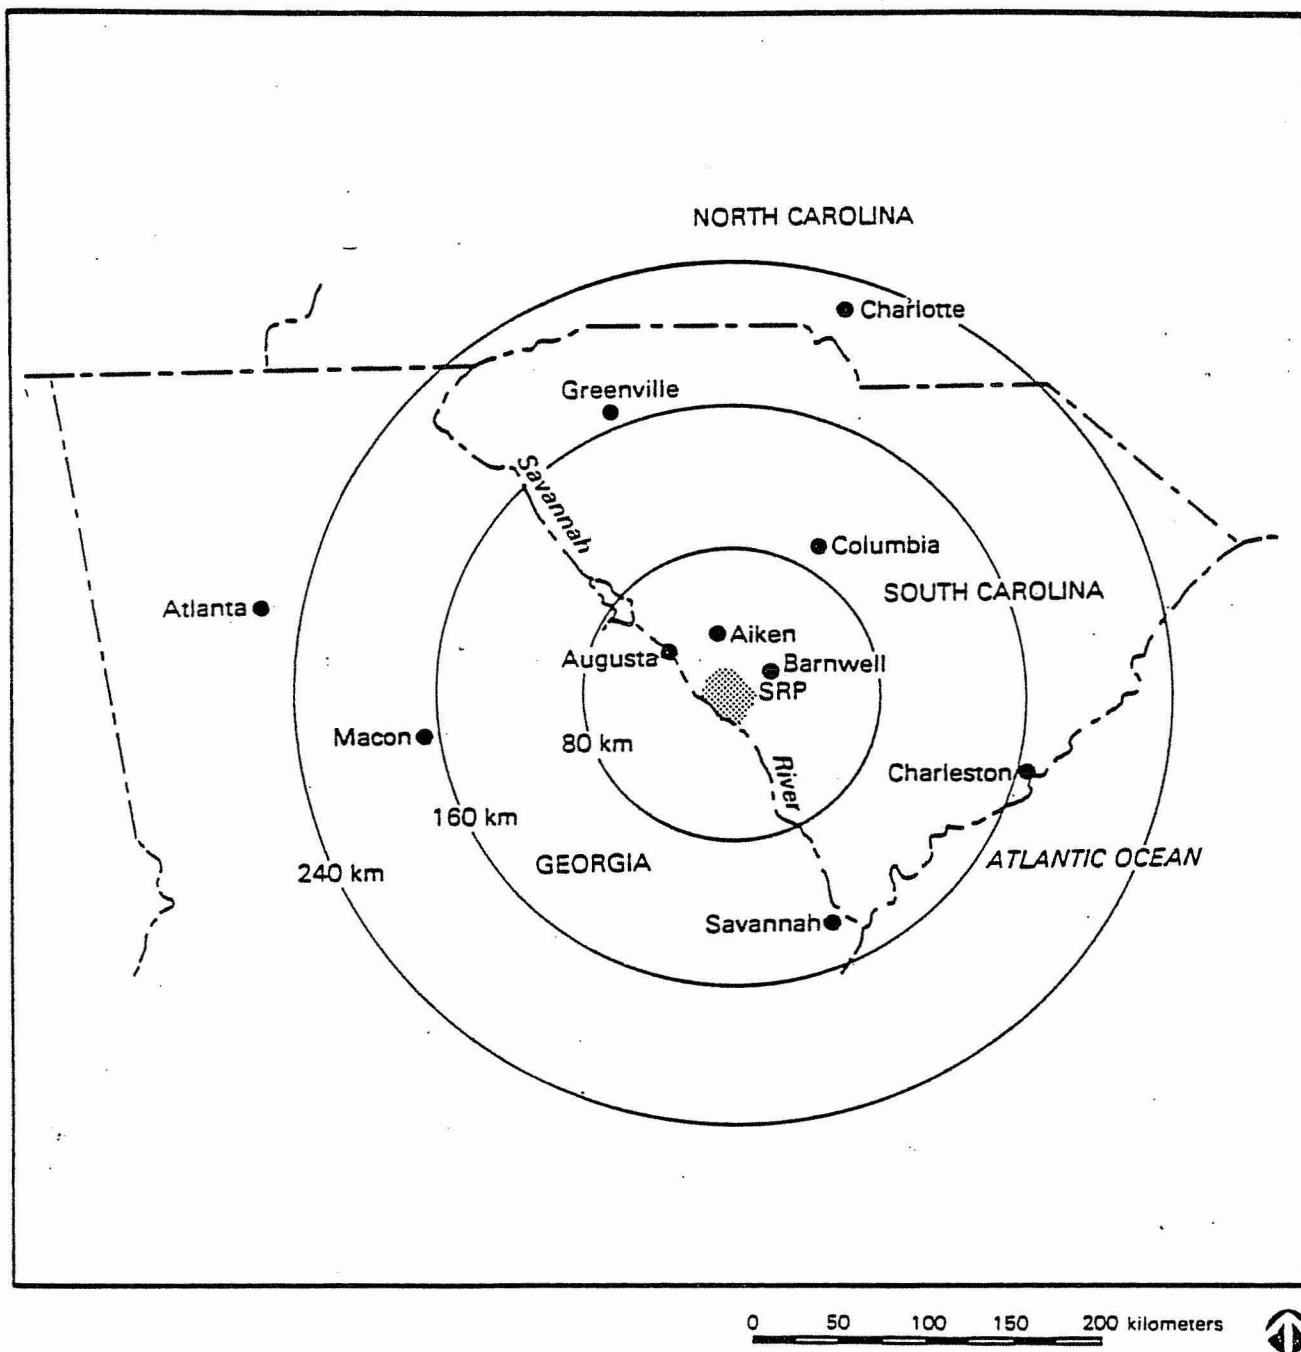 NORTH CAROLINA
Charlotte
Greenville
Savannah
Columbia
SOUTH CAROLINA
Atlanta
Aiken
Augusta
Barnwell
SRP
Macon
80 km
River
Charleston
160 km
GEORGIA
ATLANTIC OCEAN
240 km
Savannah
0 50 100 150 200 kilometers